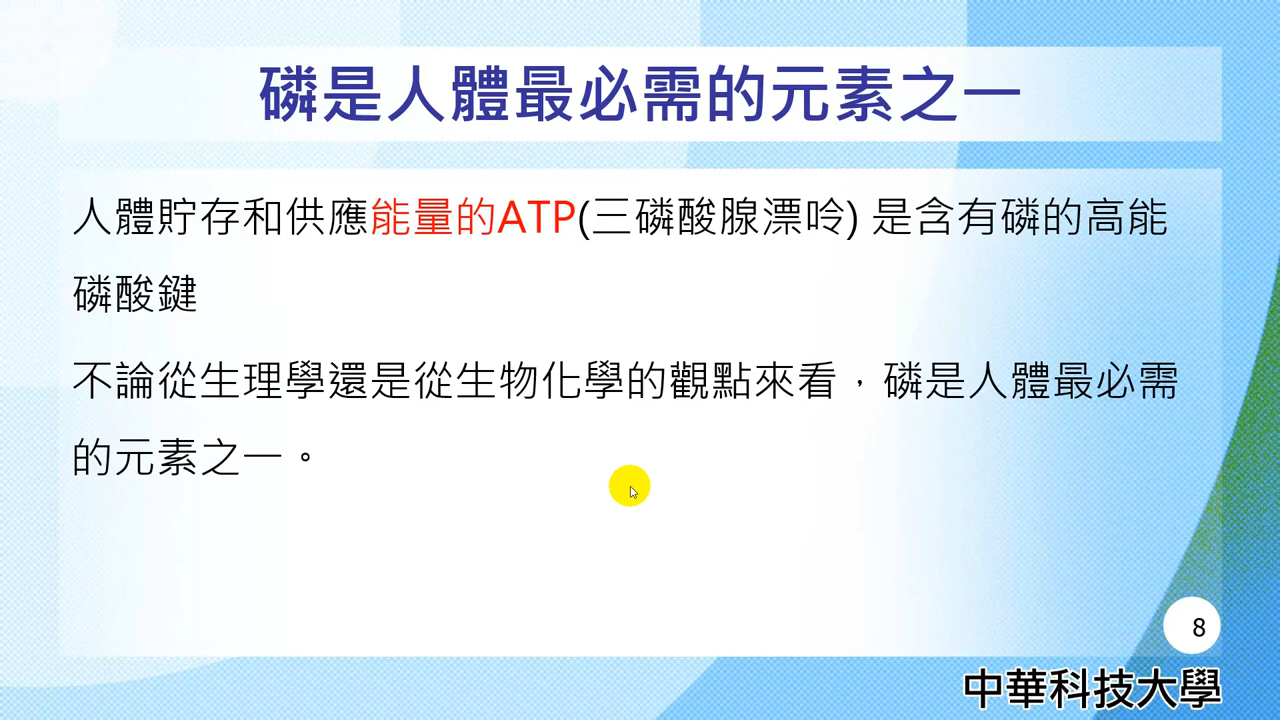 磷是人體最必需的元素之一
人體貯存和供應能量的ATP(三磷酸腺漂呤) 是含有磷的高能
磷酸鍵
不論從生理學還是從生物化學的觀點來看，磷是人體最必需
的元素之一。
8
中華科技大學